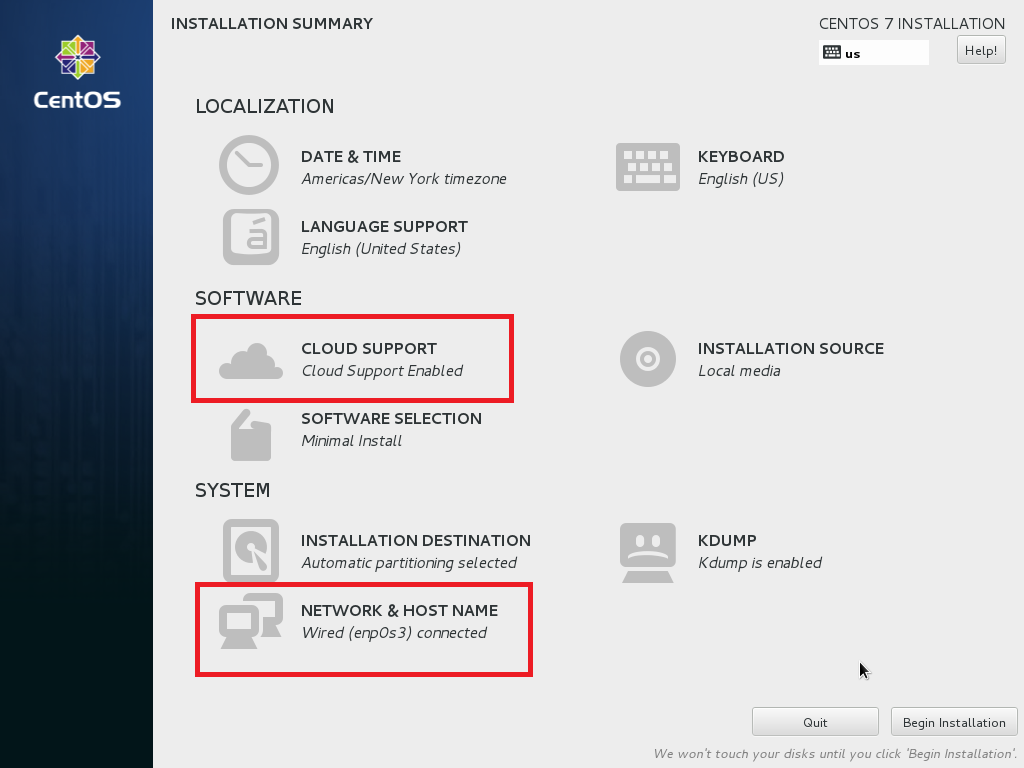 INSTALLATION SUMMARY
CENTOS 7 INSTALLATION
us
Help!
CentOS
LOCALIZATION
DATE & TIME
Americas/New York timezone
KEYBOARD
English (US)
á
LANGUAGE SUPPORT
English (United States)
SOFTWARE
CLOUD SUPPORT
Cloud Support Enabled
INSTALLATION SOURCE
Local media
SOFTWARE SELECTION
Minimal Install
SYSTEM
INSTALLATION DESTINATION
Automatic partitioning selected
KDUMP
Kdump is enabled
NETWORK & HOST NAME
Wired (enp0s3) connected
Quit
Begin Installation
We won't touch your disks until you click 'Begin Installation'.